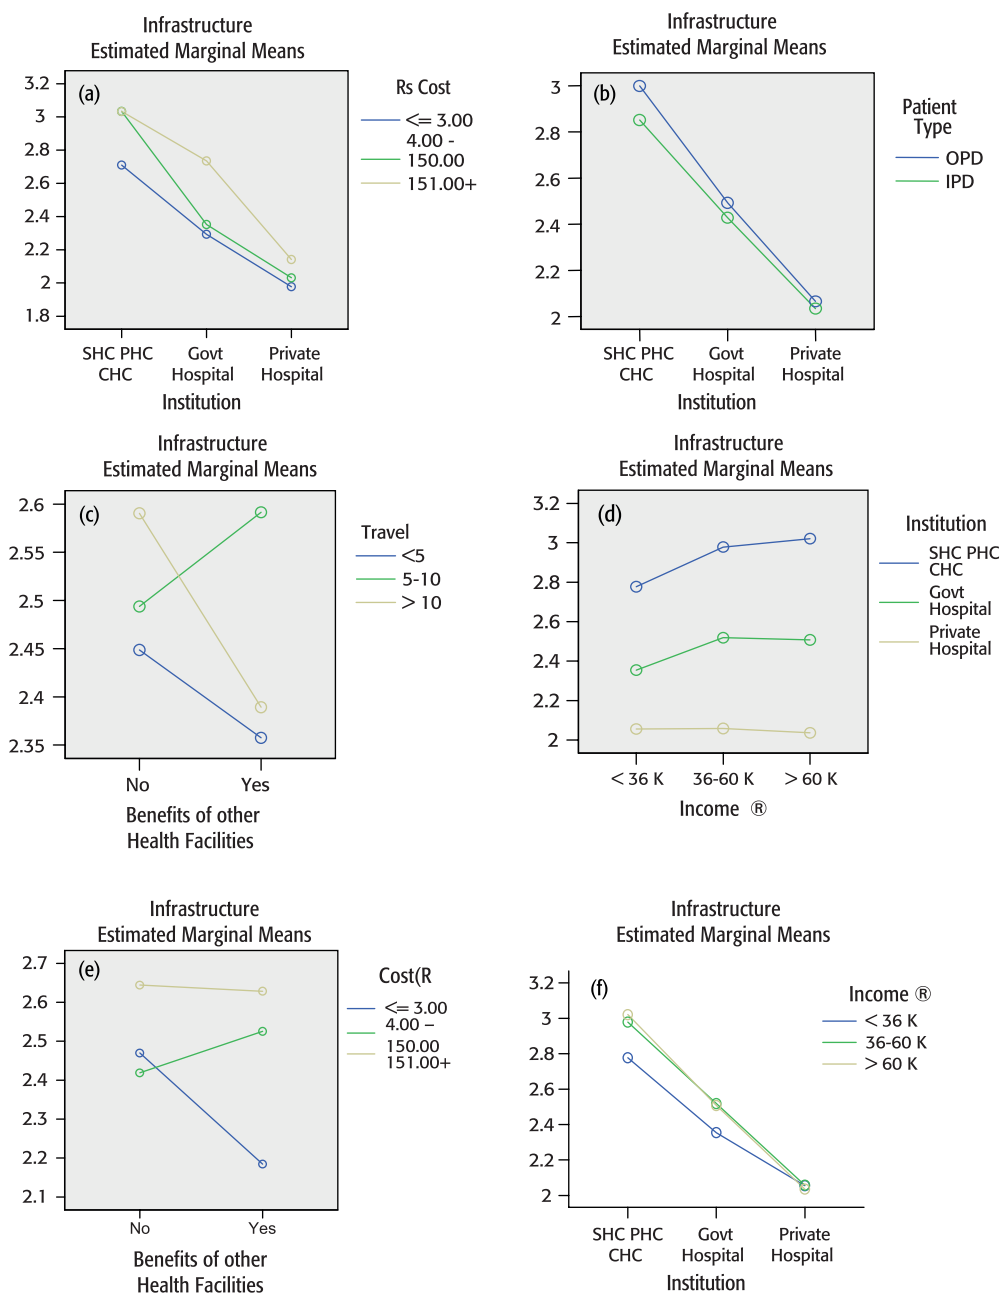 Infrastructure
Estimated Marginal Means
(a)
3.2
3
2.8
2.6
2.4
2.2
2
1.8
SHC PHC
CHC
Govt
Hospital
Private
Hospital
Institution
Rs Cost
<= 3.00
4.00 -
150.00
151.00+
Infrastructure
Estimated Marginal Means
(b)
3
2.8
2.6
2.4
2.2
2
SHC PHC
CHC
Govt
Hospital
Private
Hospital
Institution
Patient
Type
OPD
IPD
Infrastructure
Estimated Marginal Means
(c)
2.6
2.55
2.5
2.45
2.4
2.35
No
Yes
Benefits of other
Health Facilities
Travel
<5
5-10
> 10
Infrastructure
Estimated Marginal Means
(d)
3.2
3
2.8
2.6
2.4
2.2
2
< 36 K
36-60 K
> 60 K
Income ®
Institution
SHC PHC
CHC
Govt
Hospital
Private
Hospital
Infrastructure
Estimated Marginal Means
(e)
2.7
2.6
2.5
2.4
2.3
2.2
2.1
No
Yes
Benefits of other
Health Facilities
Cost(R
<= 3.00
4.00 –
150.00
151.00+
Infrastructure
Estimated Marginal Means
(f)
3.2
3
2.8
2.6
2.4
2.2
2
SHC PHC
CHC
Govt
Hospital
Private
Hospital
Institution
Income ®
< 36 K
36-60 K
> 60 K